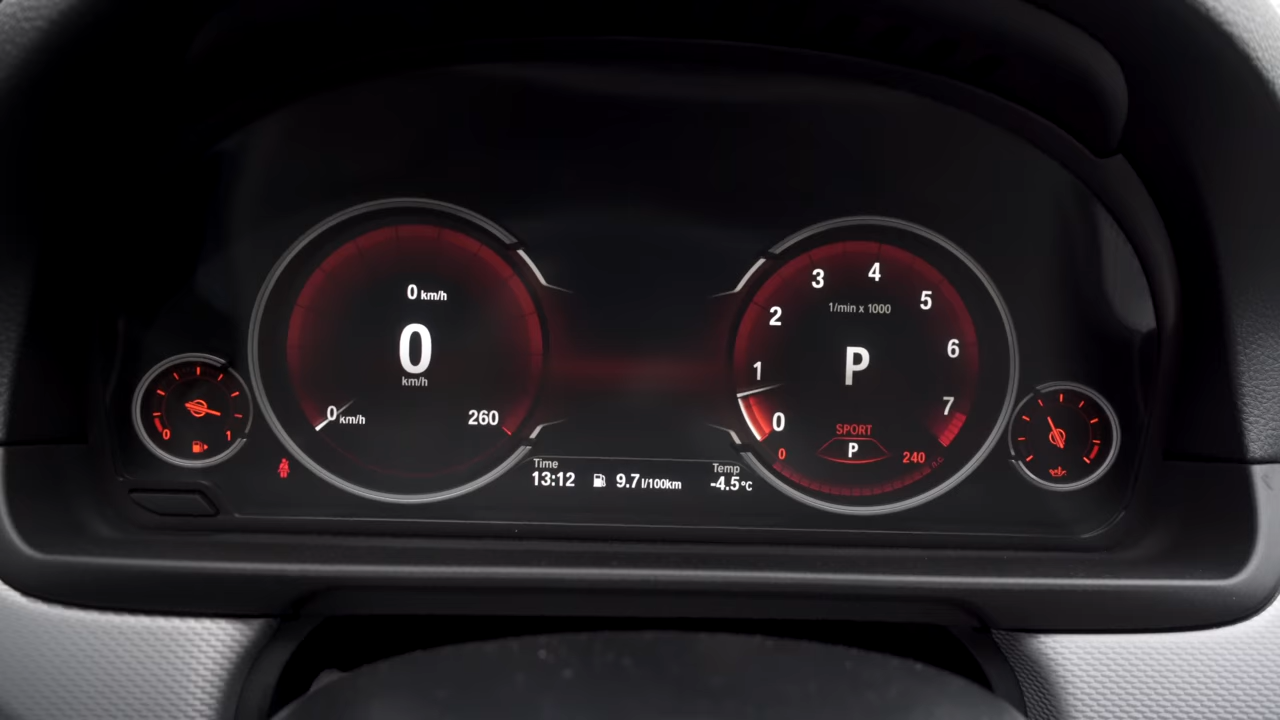 0 km/h
0
km/h
0 km/h
260
0
1
Time
13:12
9.7 l/100km
Temp
-4.5°C
1
2
3
4
5
6
7
0
1/min x 1000
P
SPORT
P
0
240